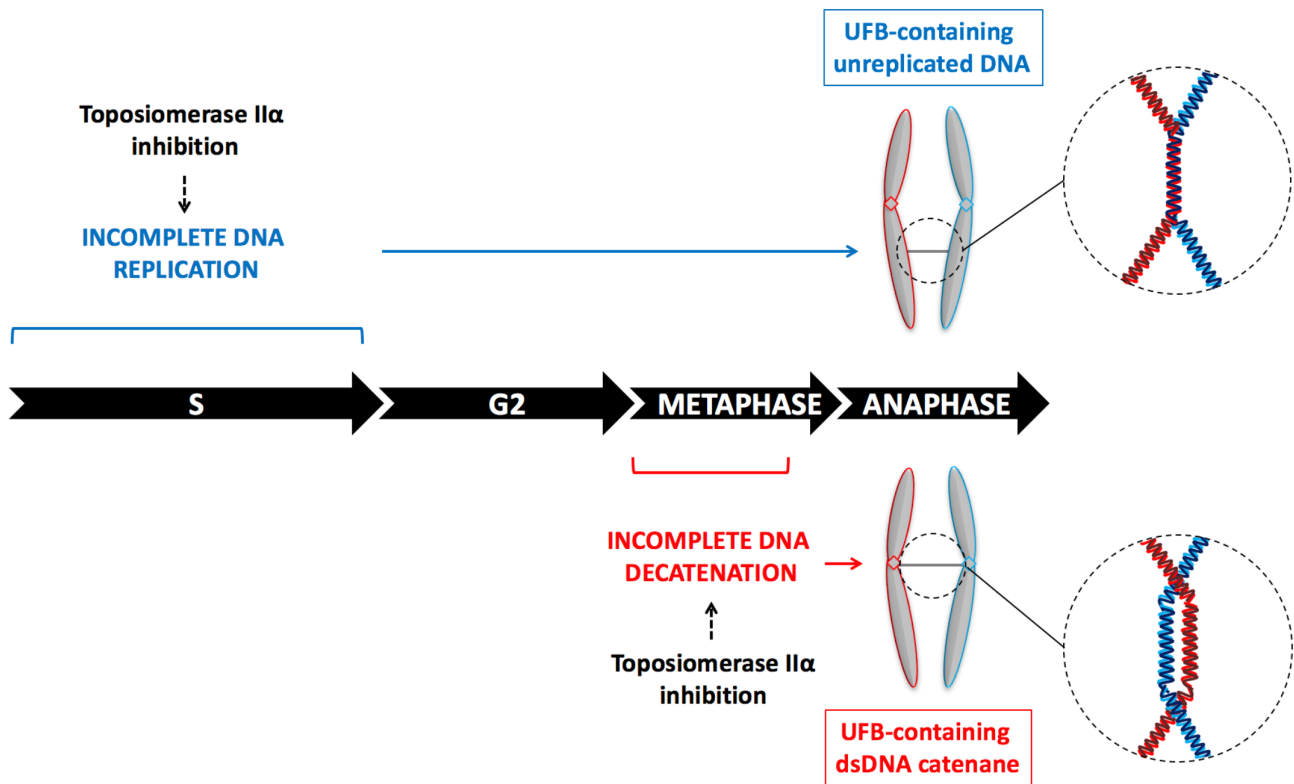 UFB-containing
unreplicated DNA
Toposiomerase IIα
inhibition
INCOMPLETE DNA
REPLICATION
S
G2
METAPHASE
ANAPHASE
INCOMPLETE DNA
DECATENATION
Toposiomerase IIα
inhibition
UFB-containing
dsDNA catenane